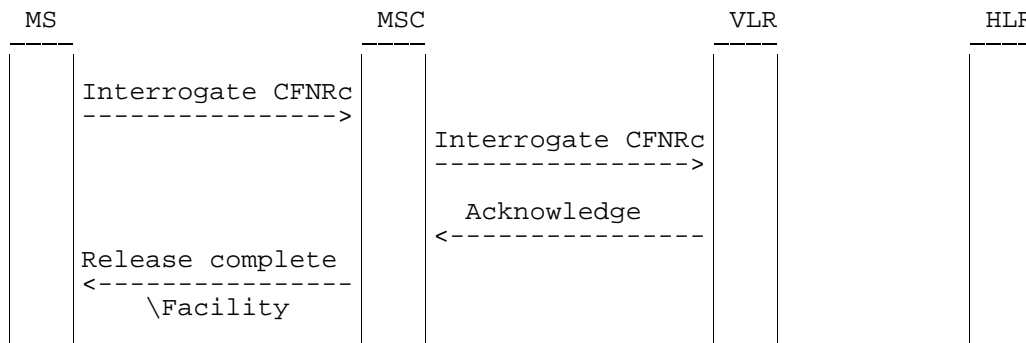 MS MSC VLR HLR
Interrogate CFNRc
---------------->
Interrogate CFNRc
---------------->
Acknowledge
<----------------
Release complete
<----------------
\Facility